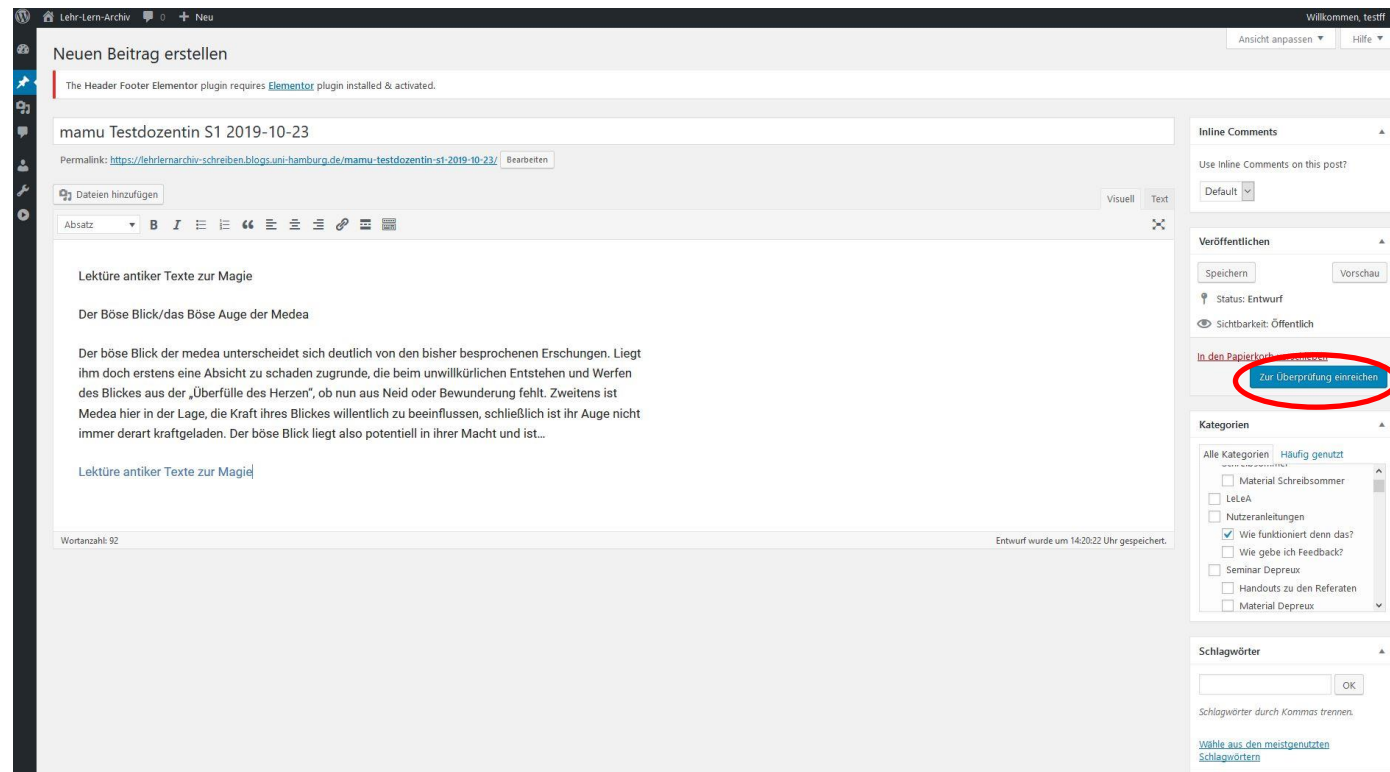 Lehr-Lern-Archiv 0 + Neu
Willkommen, testff
Ansicht anpassen ▼ Hilfe ▼
Neuen Beitrag erstellen
The Header Footer Elementor plugin requires Elementor plugin installed & activated.
mamu Testdozentin S1 2019-10-23
Permalink: https://lehrlernarchiv-schreiben.blogs.uni-hamburg.de/mamu-testdozentin-s1-2019-10-23/ Bearbeiten
Dateien hinzufügen
Visuell Text
Absatz ▼ B I
Lektüre antiker Texte zur Magie
Der Böse Blick/das Böse Auge der Medea
Der böse Blick der medea unterscheidet sich deutlich von den bisher besprochenen Erschungen. Liegt
ihm doch erstens eine Absicht zu schaden zugrunde, die beim unwillkürlichen Entstehen und Werfen
des Blickes aus der „Überfülle des Herzen“, ob nun aus Neid oder Bewunderung fehlt. Zweitens ist
Medea hier in der Lage, die Kraft ihres Blickes willentlich zu beeinflussen, schließlich ist ihr Auge nicht
immer derart kraftgeladen. Der böse Blick liegt also potentiell in ihrer Macht und ist…
Lektüre antiker Texte zur Magie
Wortanzahl: 92
Entwurf wurde um 14:20:22 Uhr gespeichert.
Inline Comments
Use Inline Comments on this post?
Default
Veröffentlichen
Speichern Vorschau
Status: Entwurf
Sichtbarkeit: Öffentlich
In den Papierkorb verschieben
Zur Überprüfung einreichen
Kategorien
Alle Kategorien Häufig genutzt
Schreibsommer
Material Schreibsommer
LeLeA
Nutzeranleitungen
Wie funktioniert denn das?
Wie gebe ich Feedback?
Seminar Depreux
Handouts zu den Referaten
Material Depreux
Schlagwörter
OK
Schlagwörter durch Kommas trennen.
Wähle aus den meistgenutzten
Schlagwörtern